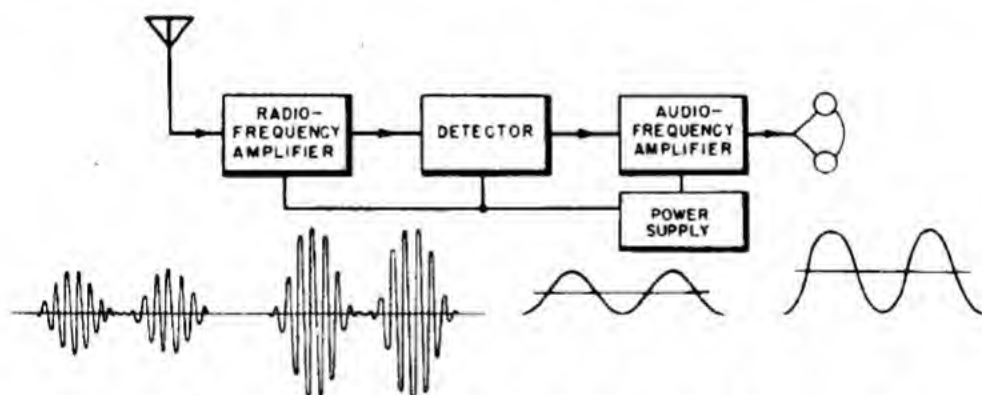 RADIO-
FREQUENCY
AMPLIFIER
DETECTOR
AUDIO-
FREQUENCY
AMPLIFIER
POWER
SUPPLY